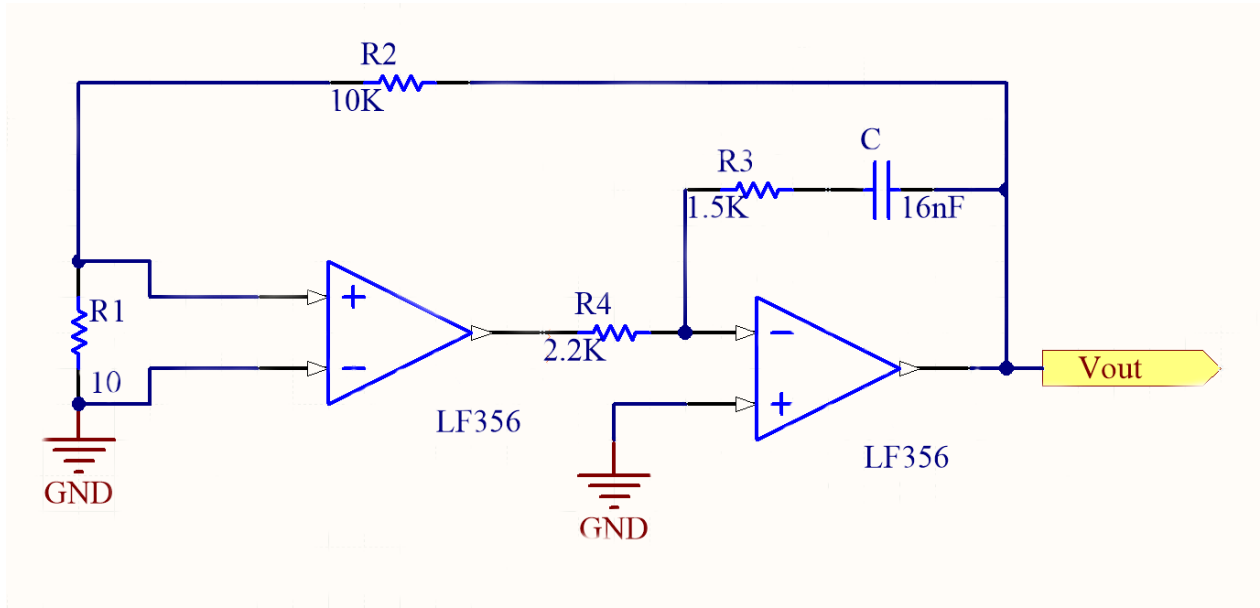 R2
10K
C
R3
1.5K
16nF
R1
10
+
−
R4
2.2K
−
+
Vout
LF356
LF356
GND
GND